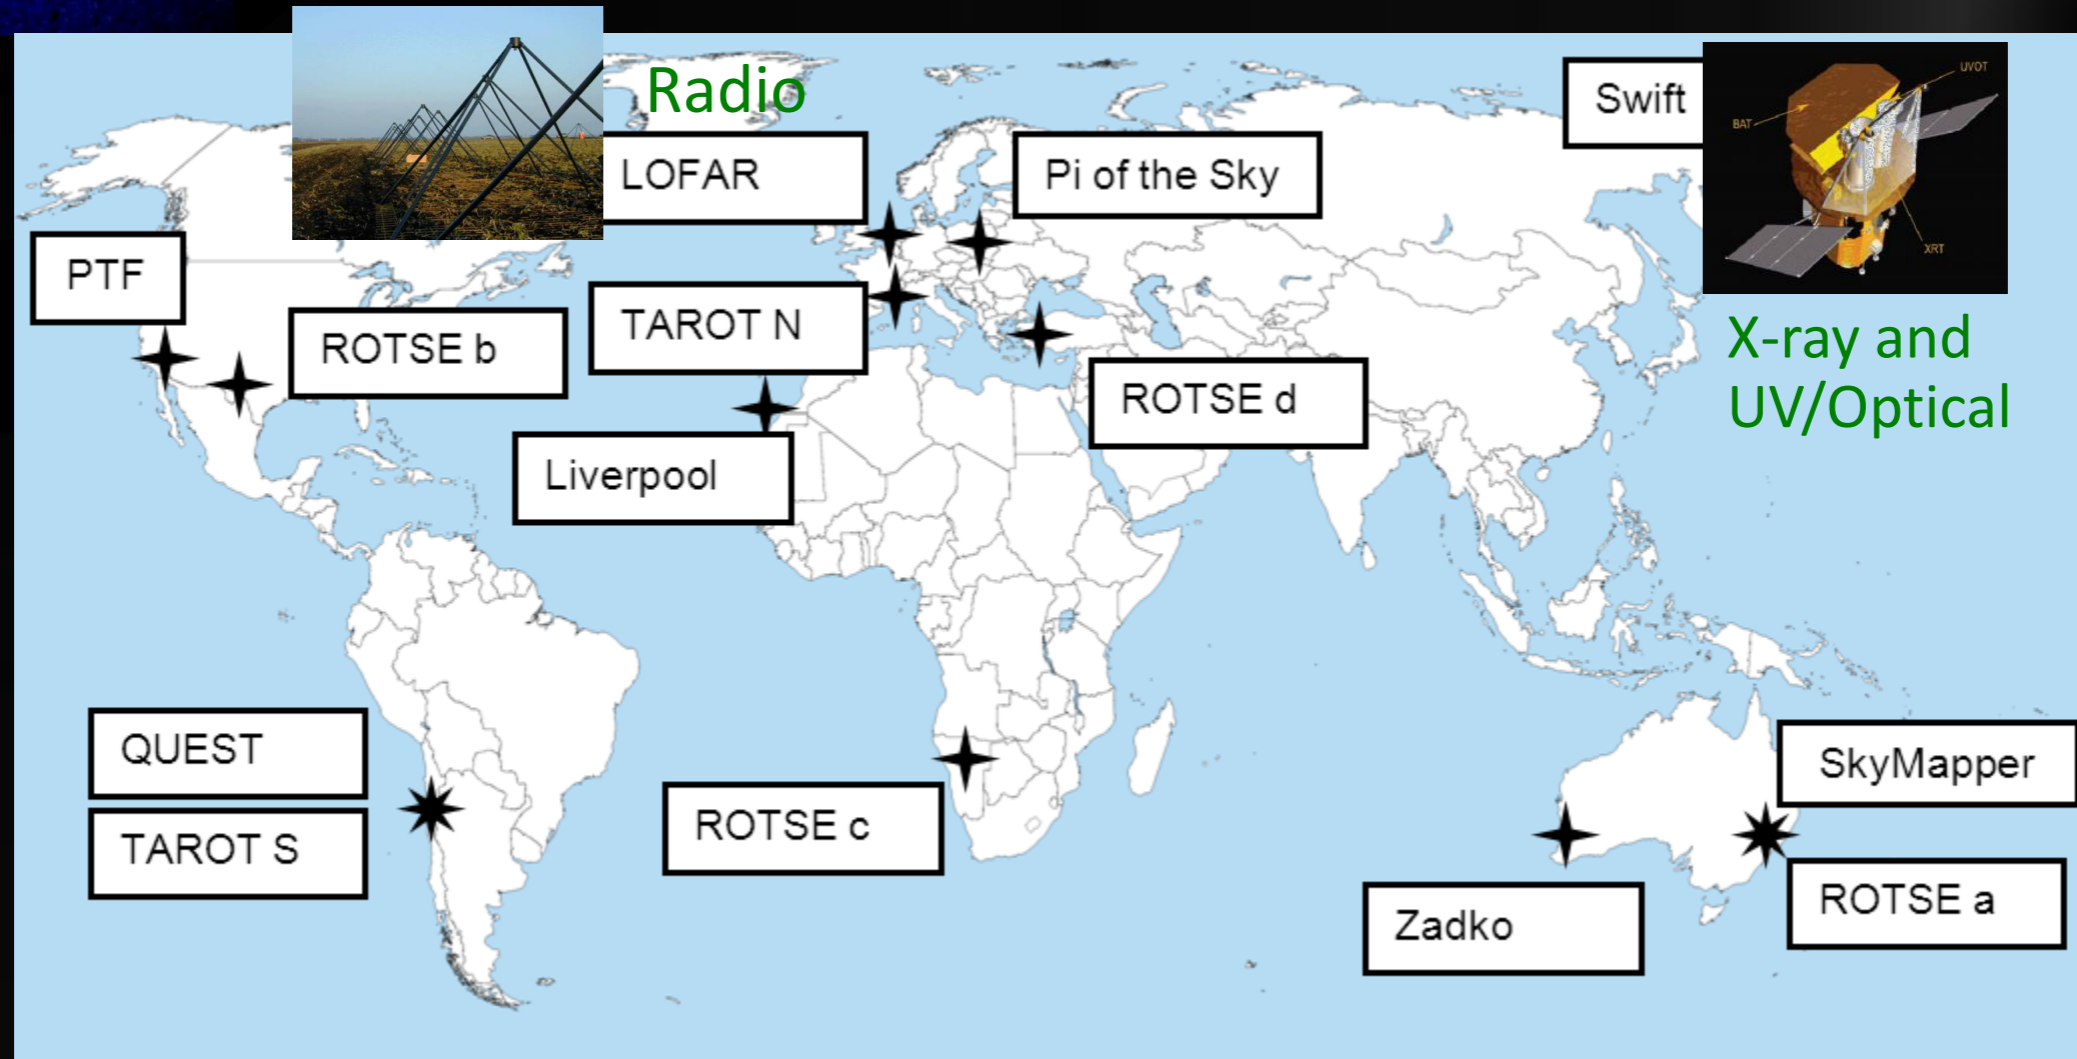 Radio
Swift
UVOT
BAT
XRT
LOFAR
Pi of the Sky
PTF
ROTSE b
TAROT N
ROTSE d
X-ray and
UV/Optical
Liverpool
QUEST
TAROT S
ROTSE c
SkyMapper
ROTSE a
Zadko